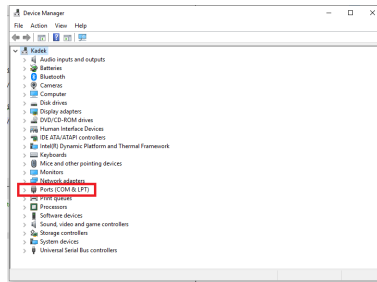 Device Manager
File Action View Help
Kadek
Audio inputs and outputs
Batteries
Bluetooth
Cameras
Computer
Disk drives
Display adapters
DVD/CD-ROM drives
Human Interface Devices
IDE ATA/ATAPI controllers
Intel(R) Dynamic Platform and Thermal Framework
Keyboards
Mice and other pointing devices
Monitors
Network adapters
Ports (COM & LPT)
Print queues
Processors
Software devices
Sound, video and game controllers
Storage controllers
System devices
Universal Serial Bus controllers